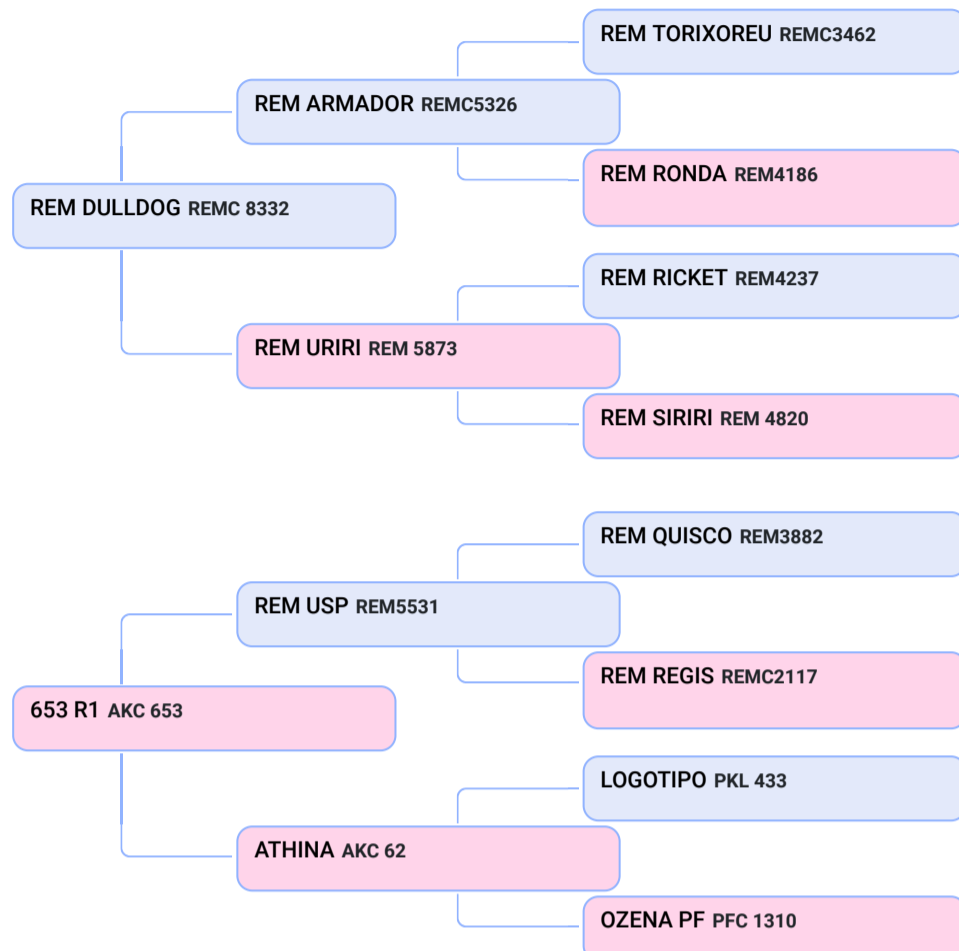 REM TORIXOREU REMC3462
REM ARMADOR REMC5326
REM RONDA REM4186
REM DULLDOG REMC 8332
REM RICKET REM4237
REM URIRI REM 5873
REM SIRIRI REM 4820
REM QUISCO REM3882
REM USP REM5531
REM REGIS REMC2117
653 R1 AKC 653
LOGOTIPO PKL 433
ATHINA AKC 62
OZENA PF PFC 1310